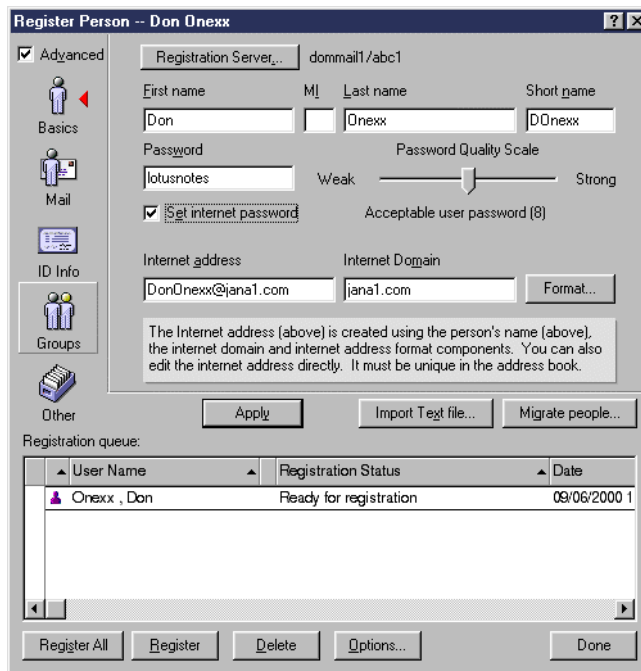 Register Person -- Don Onexx
Advanced
Registration Server...
dommail1/abc1
First name
MI
Last name
Short name
Don
Onexx
DOnexx
Basics
Password
Password Quality Scale
lotusnotes
Weak
Strong
Mail
Set internet password
Acceptable user password (8)
ID Info
Internet address
Internet Domain
DonOnexx@jana1.com
jana1.com
Format...
Groups
The Internet address (above) is created using the person's name (above),
the internet domain and internet address format components. You can also
edit the internet address directly. It must be unique in the address book.
Other
Apply
Import Text file...
Migrate people...
Registration queue:
User Name
Registration Status
Date
Onexx , Don
Ready for registration
09/06/2000 1
Register All
Register
Delete
Options...
Done